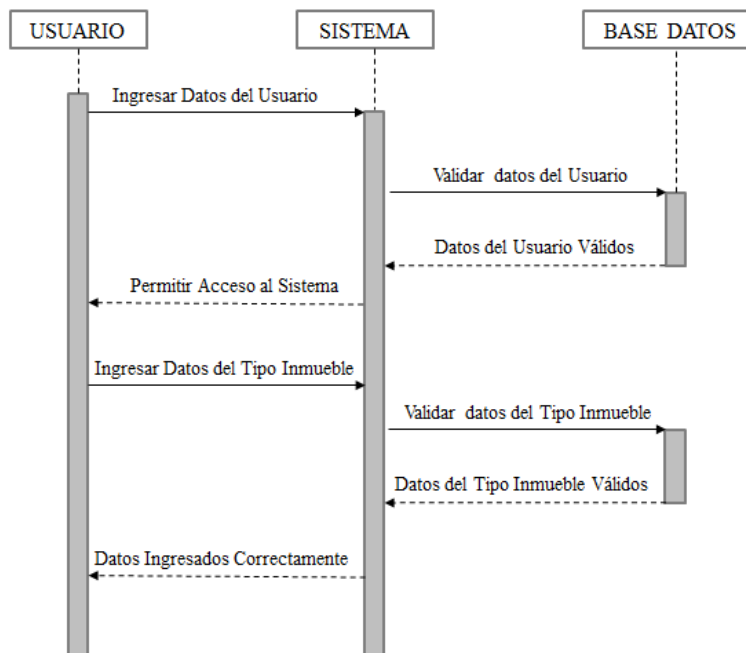 USUARIO
SISTEMA
BASE DATOS
Ingresar Datos del Usuario
Validar datos del Usuario
Datos del Usuario Válidos
Permitir Acceso al Sistema
Ingresar Datos del Tipo Inmueble
Validar datos del Tipo Inmueble
Datos del Tipo Inmueble Válidos
Datos Ingresados Correctamente